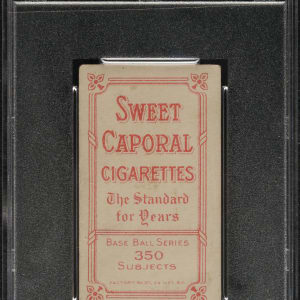 SWEET
CAPORAL
CIGARETTES
The Standard
for Years
BASE BALL SERIES
350
SUBJECTS